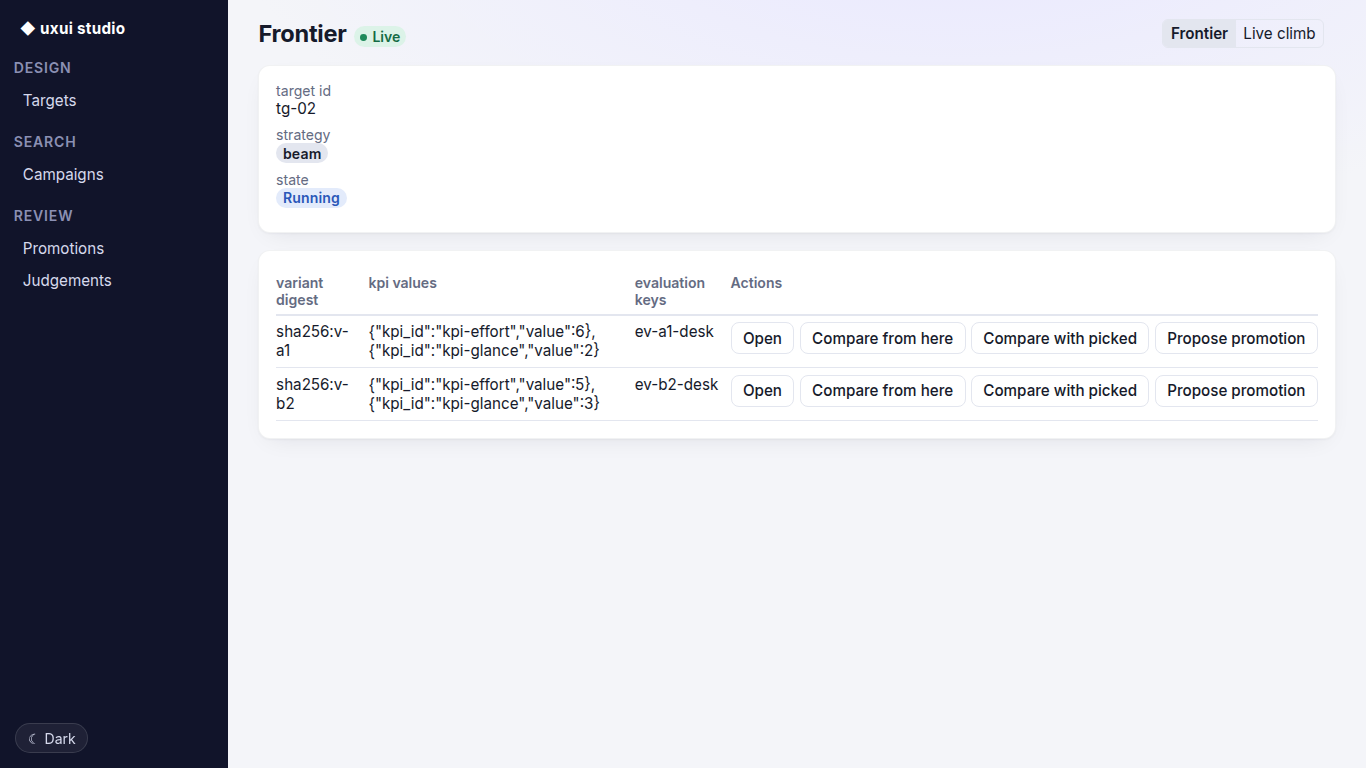 ◆ uxui studio
DESIGN
Targets
SEARCH
Campaigns
REVIEW
Promotions
Judgements
☾ Dark
Frontier
● Live
Frontier Live climb
target id
tg-02
strategy
beam
state
Running
variant digest kpi values evaluation keys Actions
sha256:v-a1 {"kpi_id":"kpi-effort","value":6}, {"kpi_id":"kpi-glance","value":2} ev-a1-desk Open Compare from here Compare with picked Propose promotion
sha256:v-b2 {"kpi_id":"kpi-effort","value":5}, {"kpi_id":"kpi-glance","value":3} ev-b2-desk Open Compare from here Compare with picked Propose promotion